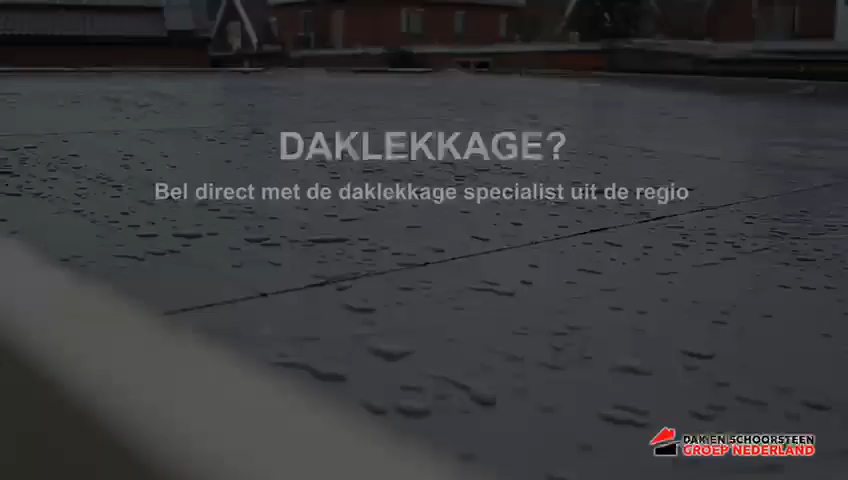 DAKLEKKAGE?
Bel direct met de daklekkage specialist uit de regio
DAK EN SCHOORSTEEN
GROEP NEDERLAND